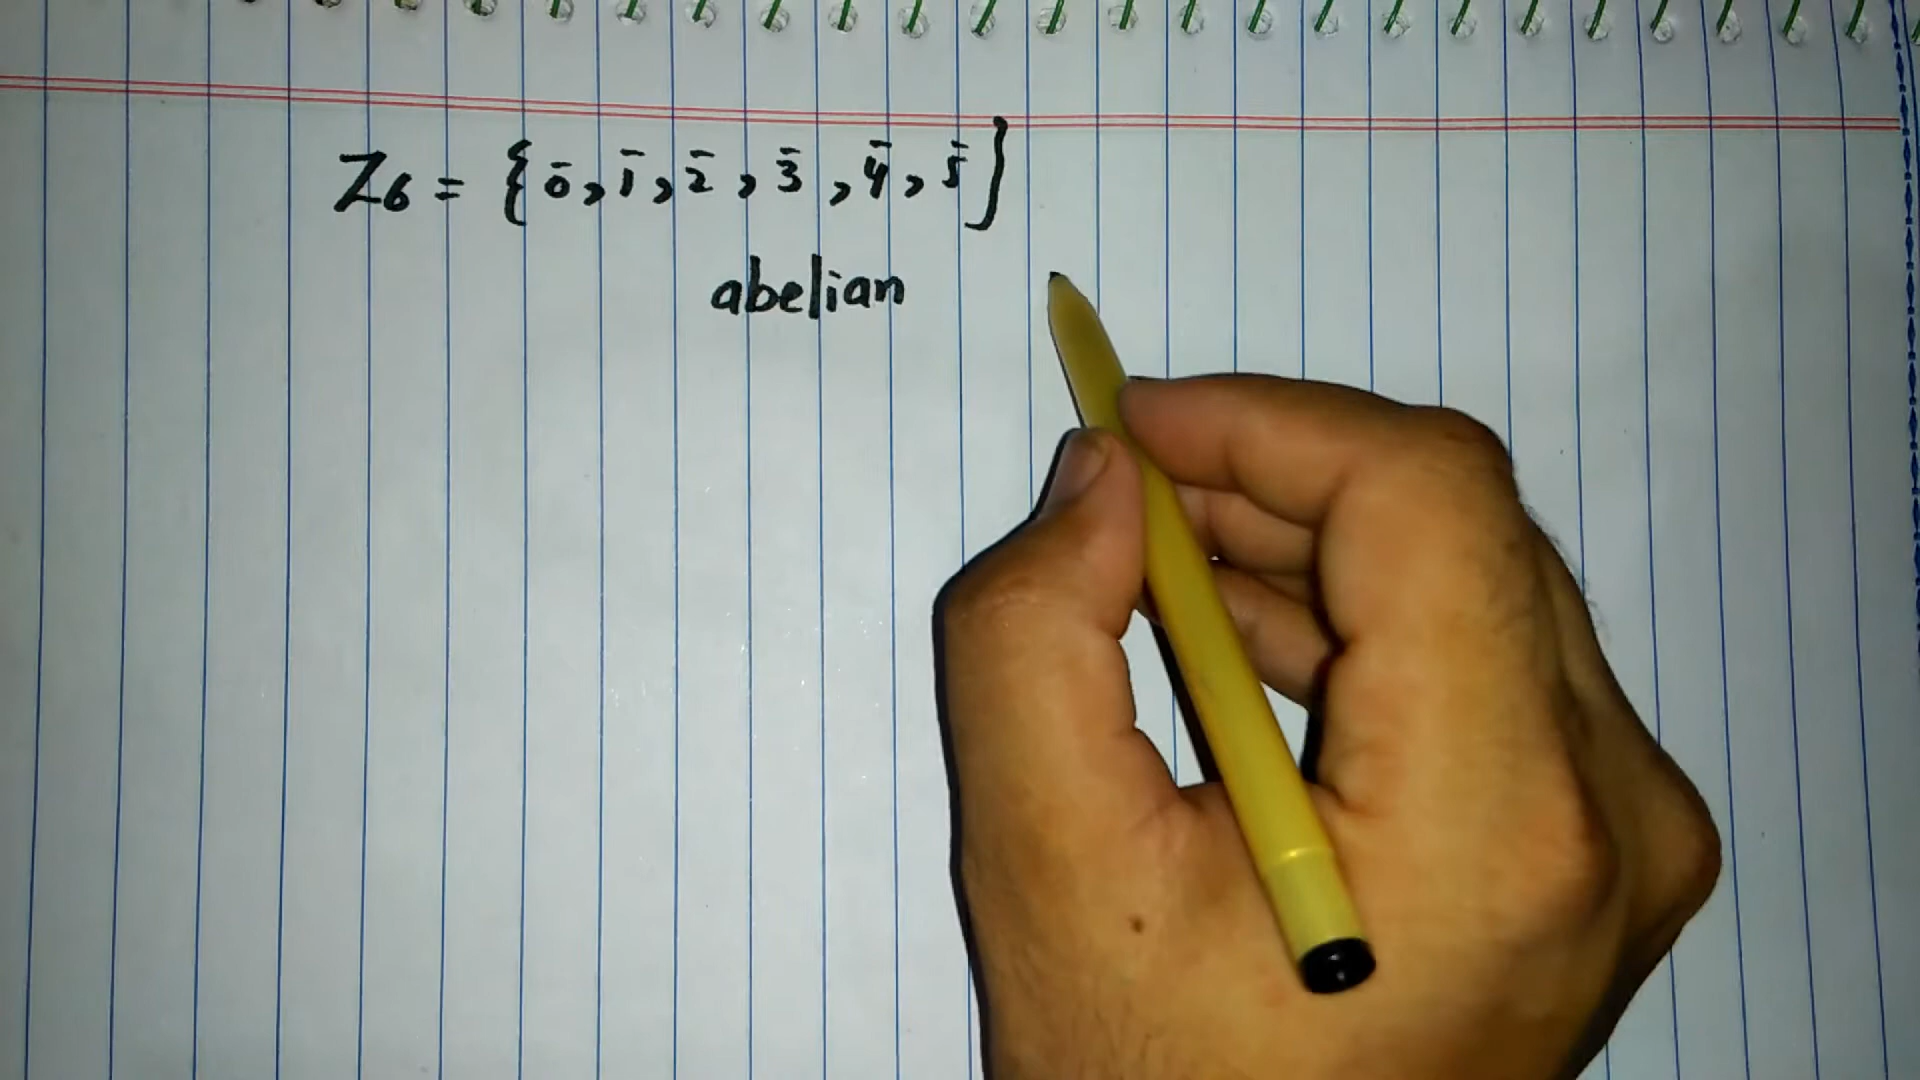 Z6 = { 0̄, 1̄, 2̄, 3̄, 4̄, 5̄ }
abelian